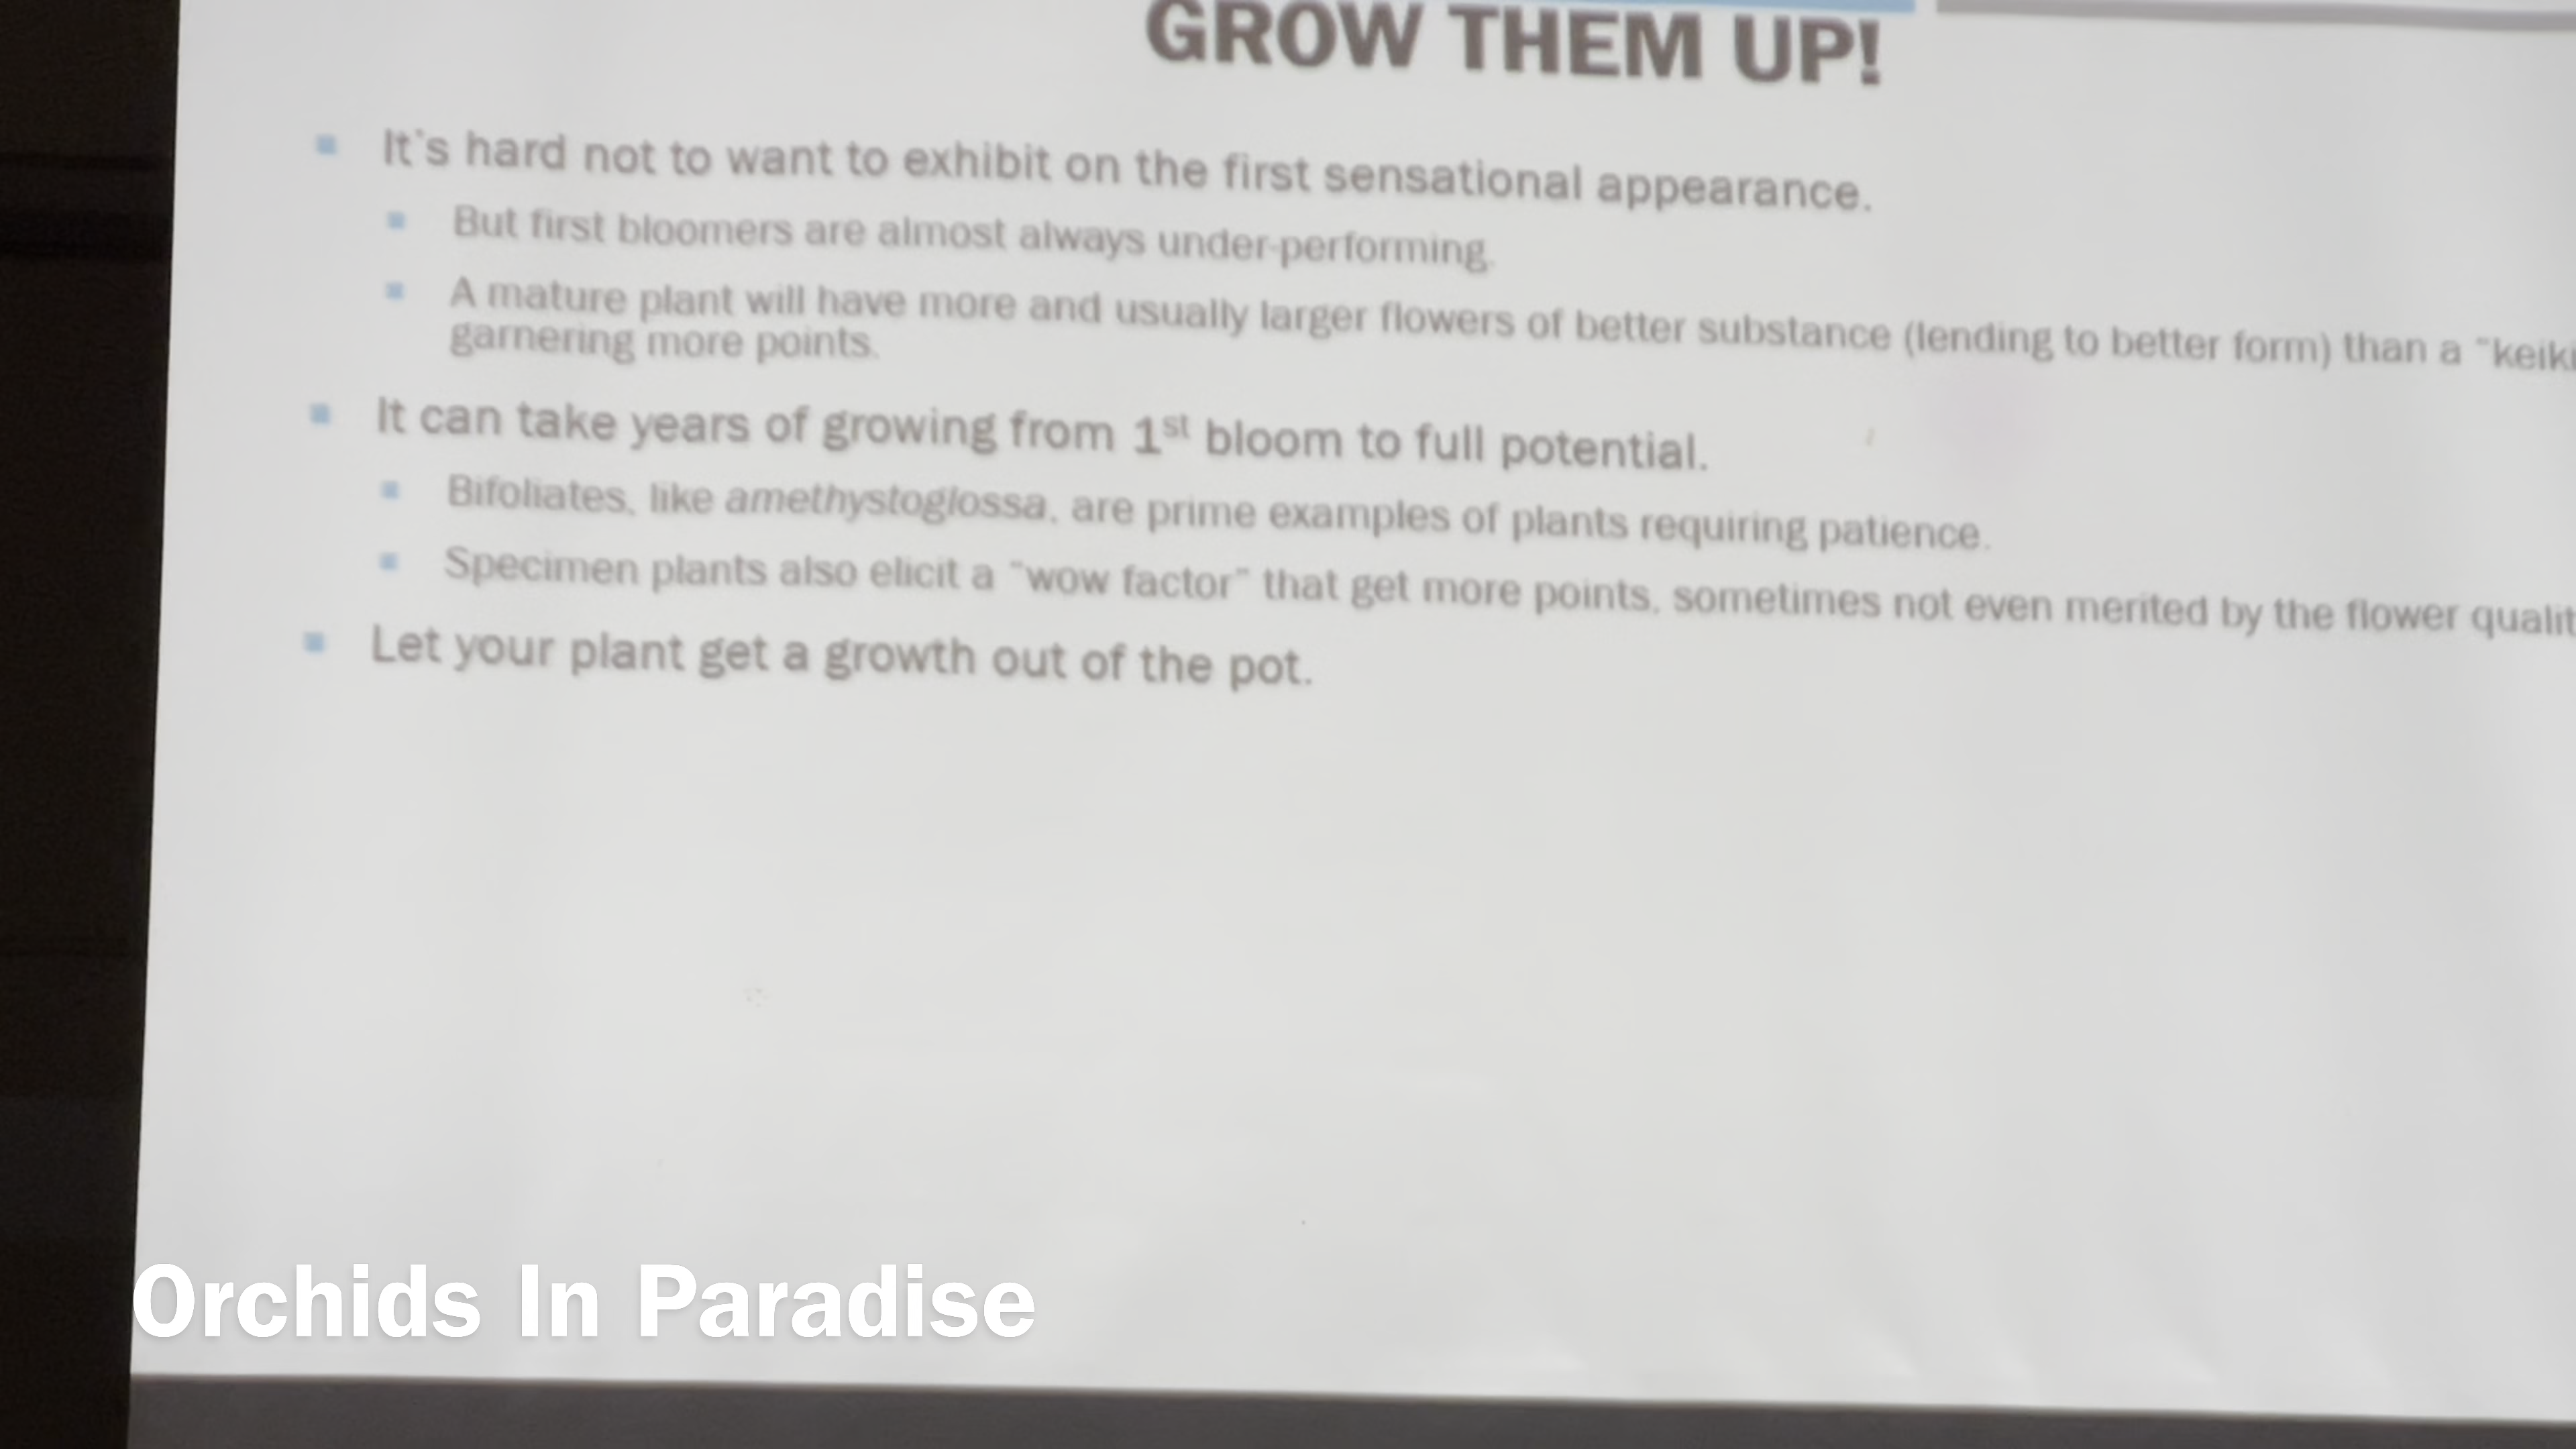 GROW THEM UP!
It's hard not to want to exhibit on the first sensational appearance.
But first bloomers are almost always under-performing.
A mature plant will have more and usually larger flowers of better substance (lending to better form) than a "keiki
garnering more points.
It can take years of growing from 1st bloom to full potential.
Bifoliates, like amethystoglossa, are prime examples of plants requiring patience.
Specimen plants also elicit a "wow factor" that get more points, sometimes not even merited by the flower qualit
Let your plant get a growth out of the pot.
Orchids In Paradise